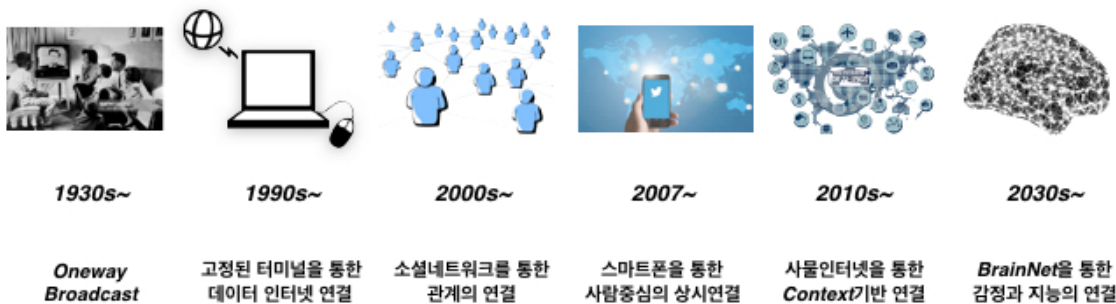 1930s~
1990s~
2000s~
2007~
2010s~
2030s~
Oneway
Broadcast
고정된 터미널을 통한
데이터 인터넷 연결
소셜네트워크를 통한
관계의 연결
스마트폰을 통한
사람중심의 상시연결
사물인터넷을 통한
Context기반 연결
BrainNet을 통한
감정과 지능의 연결